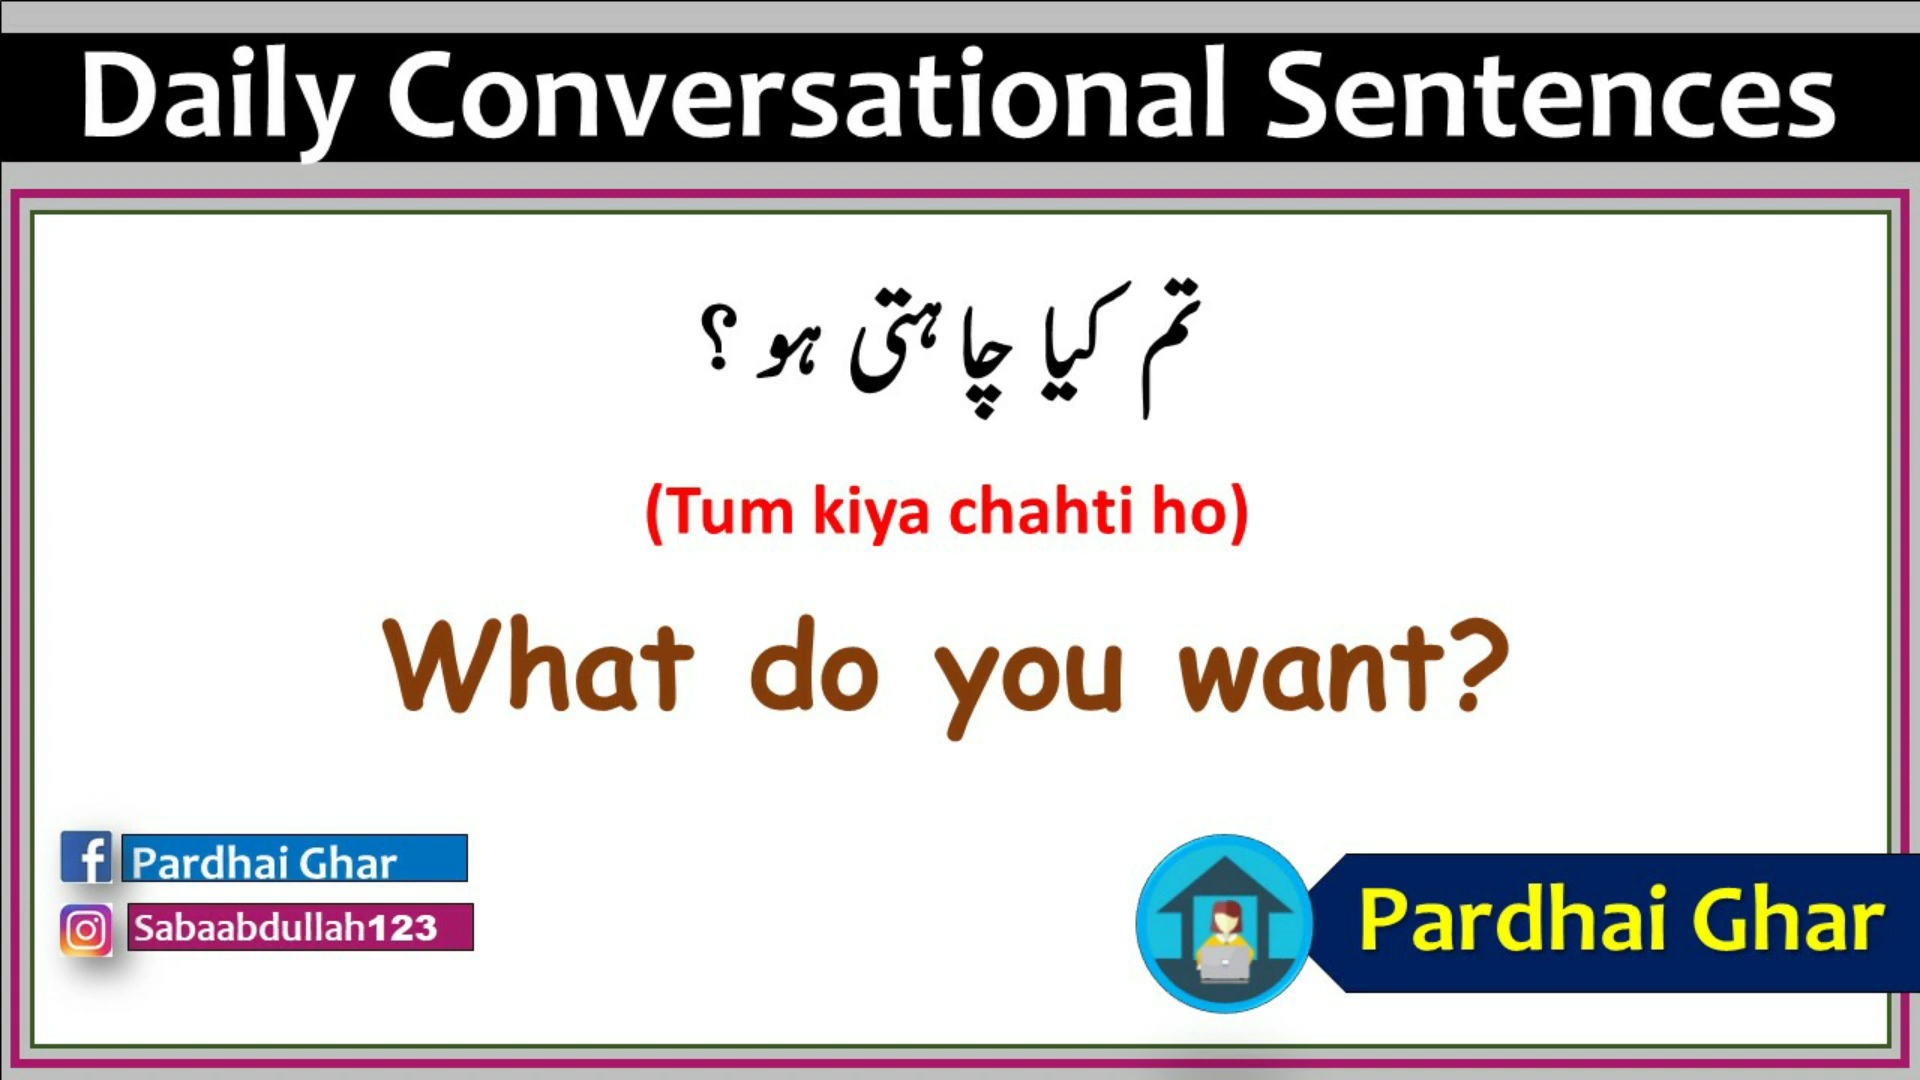 Daily Conversational Sentences
تم کیا چاہتی ہو ؟
(Tum kiya chahti ho)
What do you want?
Pardhai Ghar
Sabaabdullah123
Pardhai Ghar